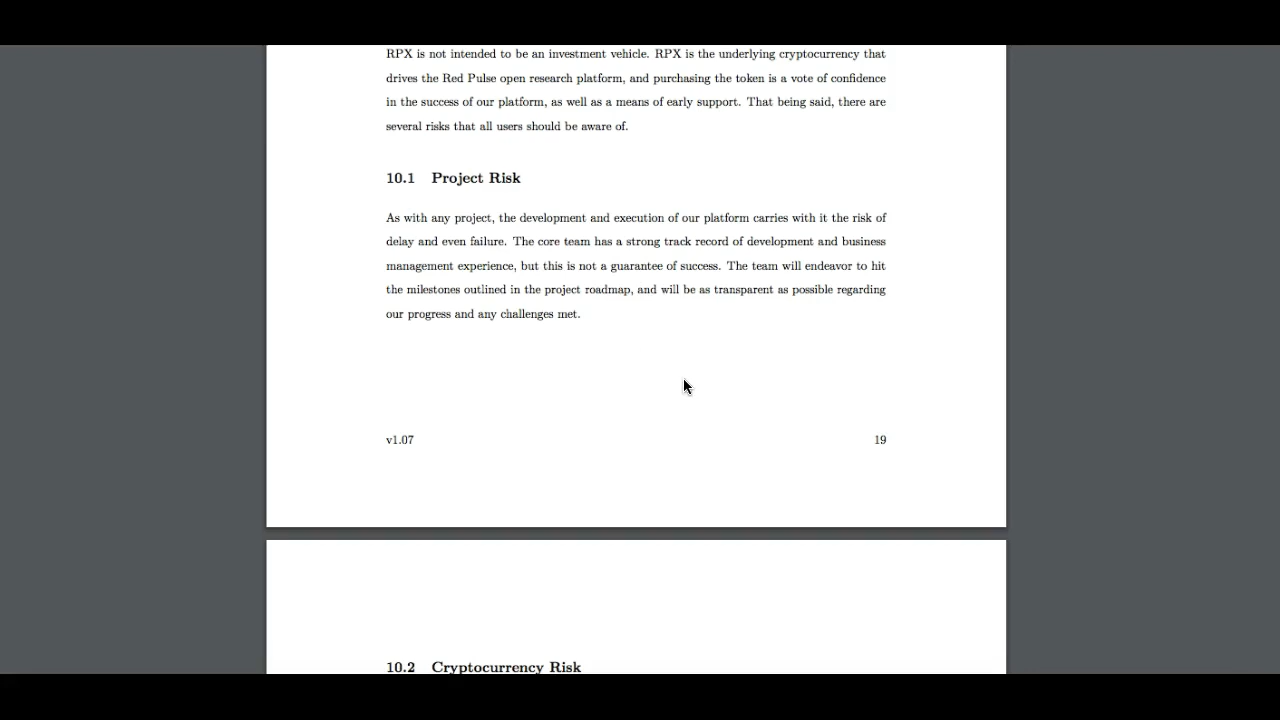 RPX is not intended to be an investment vehicle. RPX is the underlying cryptocurrency that
drives the Red Pulse open research platform, and purchasing the token is a vote of confidence
in the success of our platform, as well as a means of early support. That being said, there are
several risks that all users should be aware of.
10.1 Project Risk
As with any project, the development and execution of our platform carries with it the risk of
delay and even failure. The core team has a strong track record of development and business
management experience, but this is not a guarantee of success. The team will endeavor to hit
the milestones outlined in the project roadmap, and will be as transparent as possible regarding
our progress and any challenges met.
v1.07 19
10.2 Cryptocurrency Risk